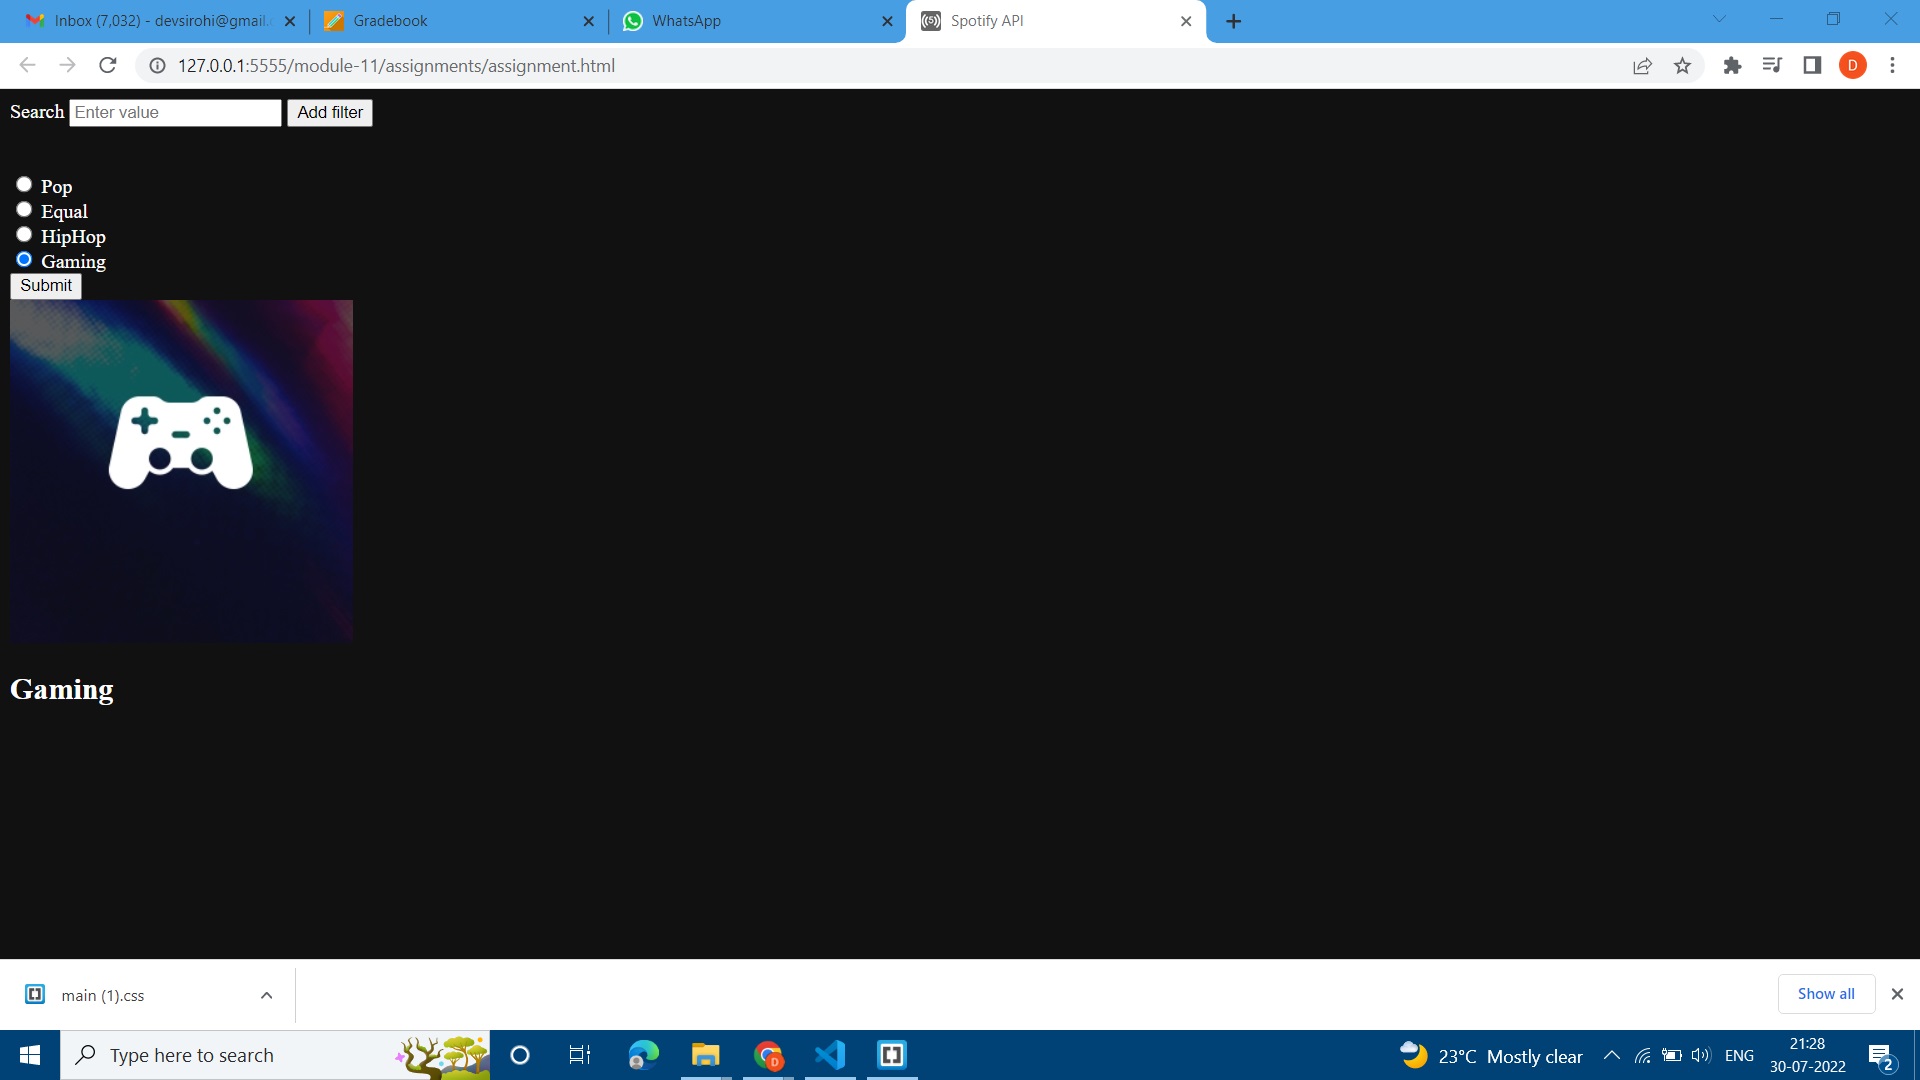 Inbox (7,032) - devsirohi@gmail.
Gradebook
WhatsApp
Spotify API
127.0.0.1:5555/module-11/assignments/assignment.html
D
Search Enter value Add filter
Pop
Equal
HipHop
Gaming
Submit
Gaming
main (1).css
Show all
Type here to search
D
23°C Mostly clear
ENG
21:28
30-07-2022
2